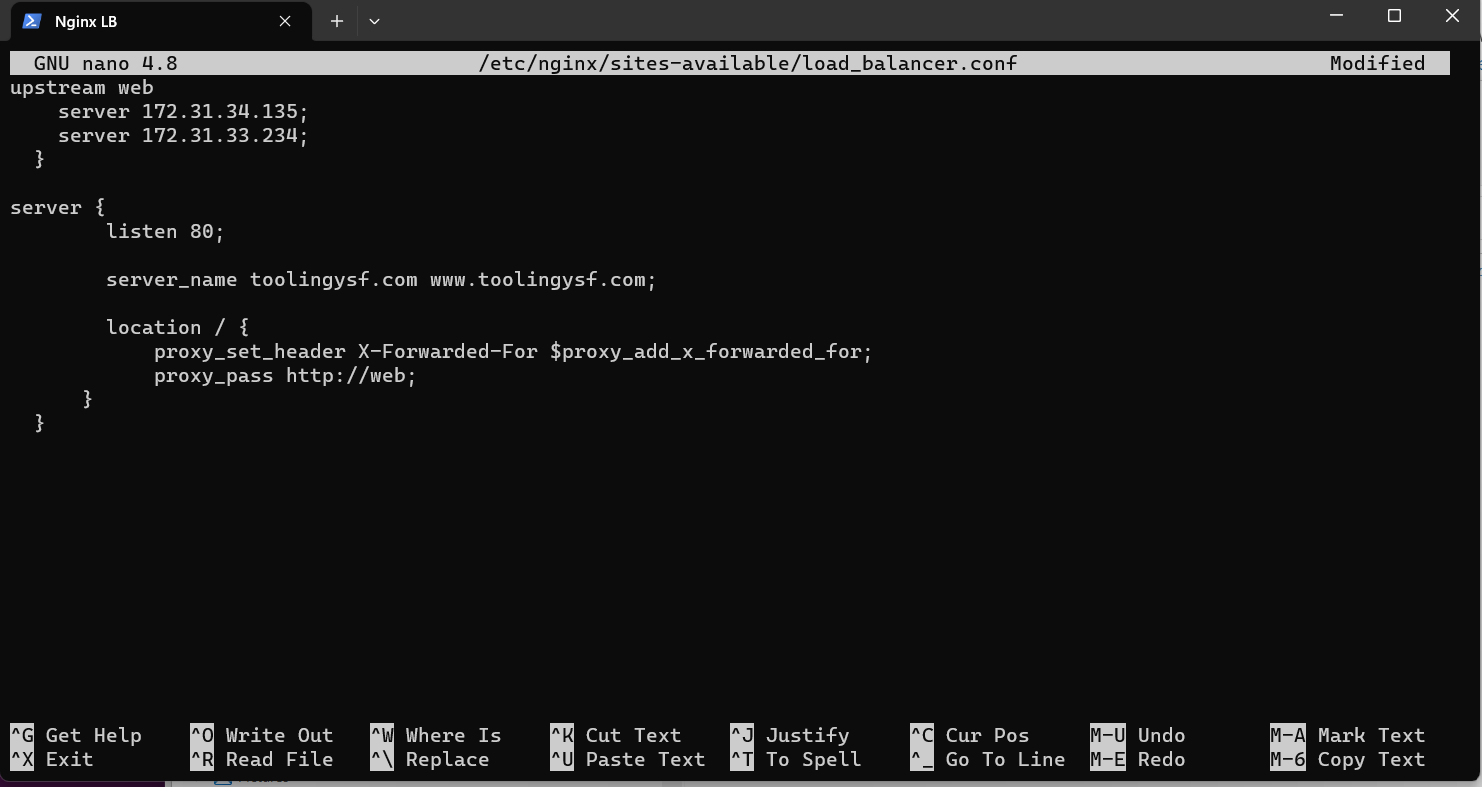 Nginx LB
GNU nano 4.8 /etc/nginx/sites-available/load_balancer.conf Modified
upstream web
    server 172.31.34.135;
    server 172.31.33.234;
  }
server {
        listen 80;
        server_name toolingysf.com www.toolingysf.com;
        location / {
            proxy_set_header X-Forwarded-For $proxy_add_x_forwarded_for;
            proxy_pass http://web;
      }
  }
^G Get Help ^O Write Out ^W Where Is ^K Cut Text ^J Justify ^C Cur Pos M-U Undo M-A Mark Text
^X Exit ^R Read File ^\ Replace ^U Paste Text ^T To Spell ^_ Go To Line M-E Redo M-6 Copy Text